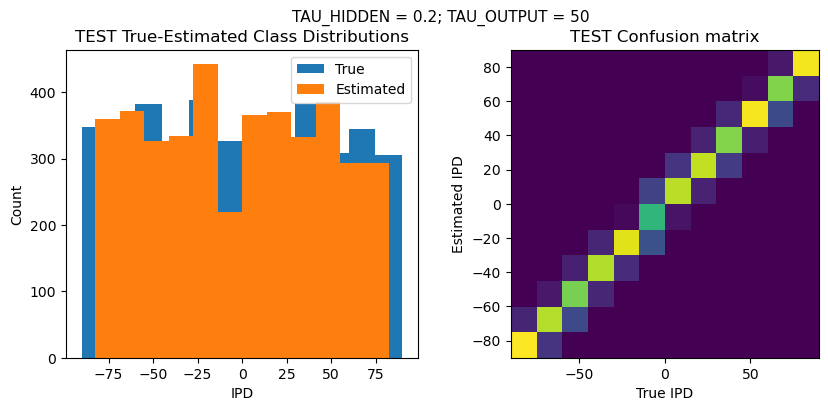 TAU_HIDDEN = 0.2; TAU_OUTPUT = 50
TEST True-Estimated Class Distributions
True
Estimated
400
300
200
100
0
Count
−75
−50
−25
0
25
50
75
IPD
TEST Confusion matrix
80
60
40
20
0
−20
−40
−60
−80
Estimated IPD
−50
0
50
True IPD